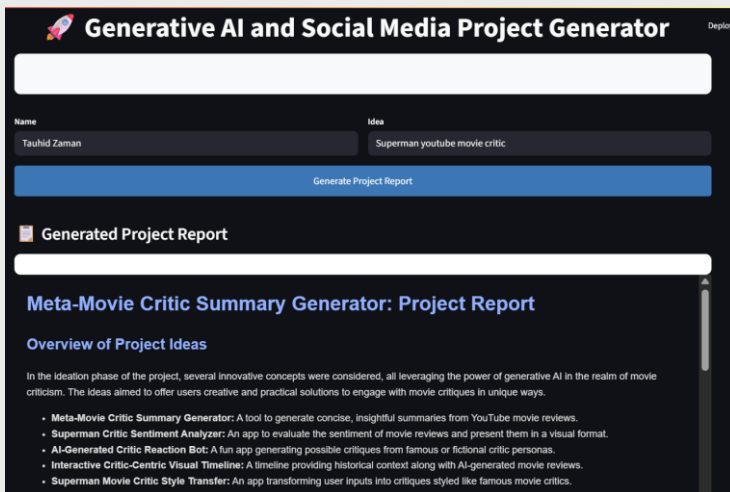 🚀 Generative AI and Social Media Project Generator
Deploy
Name
Idea
Tauhid Zaman
Superman youtube movie critic
Generate Project Report
📋 Generated Project Report
Meta-Movie Critic Summary Generator: Project Report
Overview of Project Ideas
In the ideation phase of the project, several innovative concepts were considered, all leveraging the power of generative AI in the realm of movie
criticism. The ideas aimed to offer users creative and practical solutions to engage with movie critiques in unique ways.
• Meta-Movie Critic Summary Generator: A tool to generate concise, insightful summaries from YouTube movie reviews.
• Superman Critic Sentiment Analyzer: An app to evaluate the sentiment of movie reviews and present them in a visual format.
• AI-Generated Critic Reaction Bot: A fun app generating possible critiques from famous or fictional critic personas.
• Interactive Critic-Centric Visual Timeline: A timeline providing historical context along with AI-generated movie reviews.
• Superman Movie Critic Style Transfer: An app transforming user inputs into critiques styled like famous movie critics.